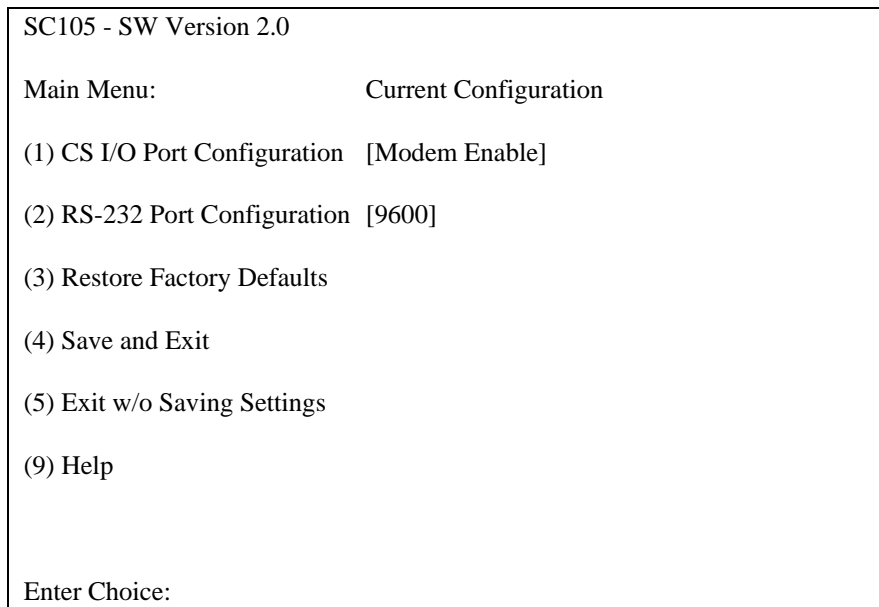 SC105 - SW Version 2.0
Main Menu: Current Configuration
(1) CS I/O Port Configuration [Modem Enable]
(2) RS-232 Port Configuration [9600]
(3) Restore Factory Defaults
(4) Save and Exit
(5) Exit w/o Saving Settings
(9) Help
Enter Choice: